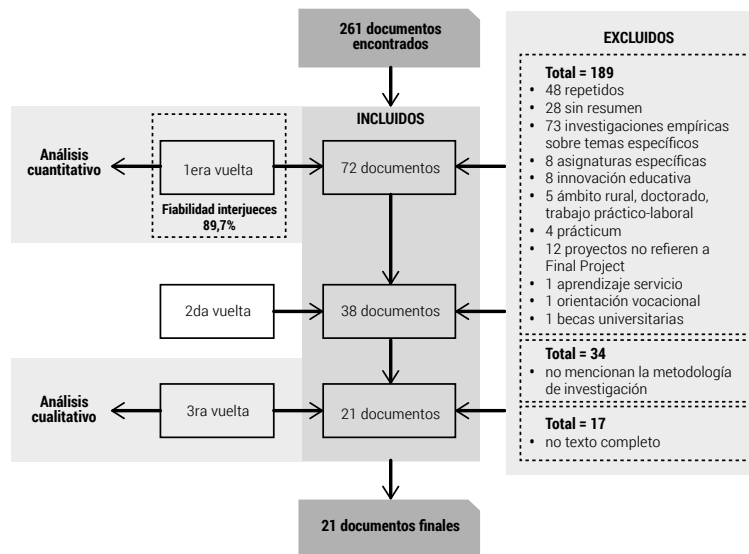 261 documentos
encontrados
EXCLUIDOS
Total = 189
• 48 repetidos
• 28 sin resumen
• 73 investigaciones empíricas
sobre temas específicos
• 8 asignaturas específicas
• 8 innovación educativa
• 5 ámbito rural, doctorado,
trabajo práctico-laboral
• 4 prácticum
• 12 proyectos no refieren a
Final Project
• 1 aprendizaje servicio
• 1 orientación vocacional
• 1 becas universitarias
INCLUIDOS
Análisis
cuantitativo
1era vuelta
72 documentos
Fiabilidad interjueces
89,7%
2da vuelta
38 documentos
Total = 34
• no mencionan la metodología
de investigación
Análisis
cualitativo
3ra vuelta
21 documentos
Total = 17
• no texto completo
21 documentos finales